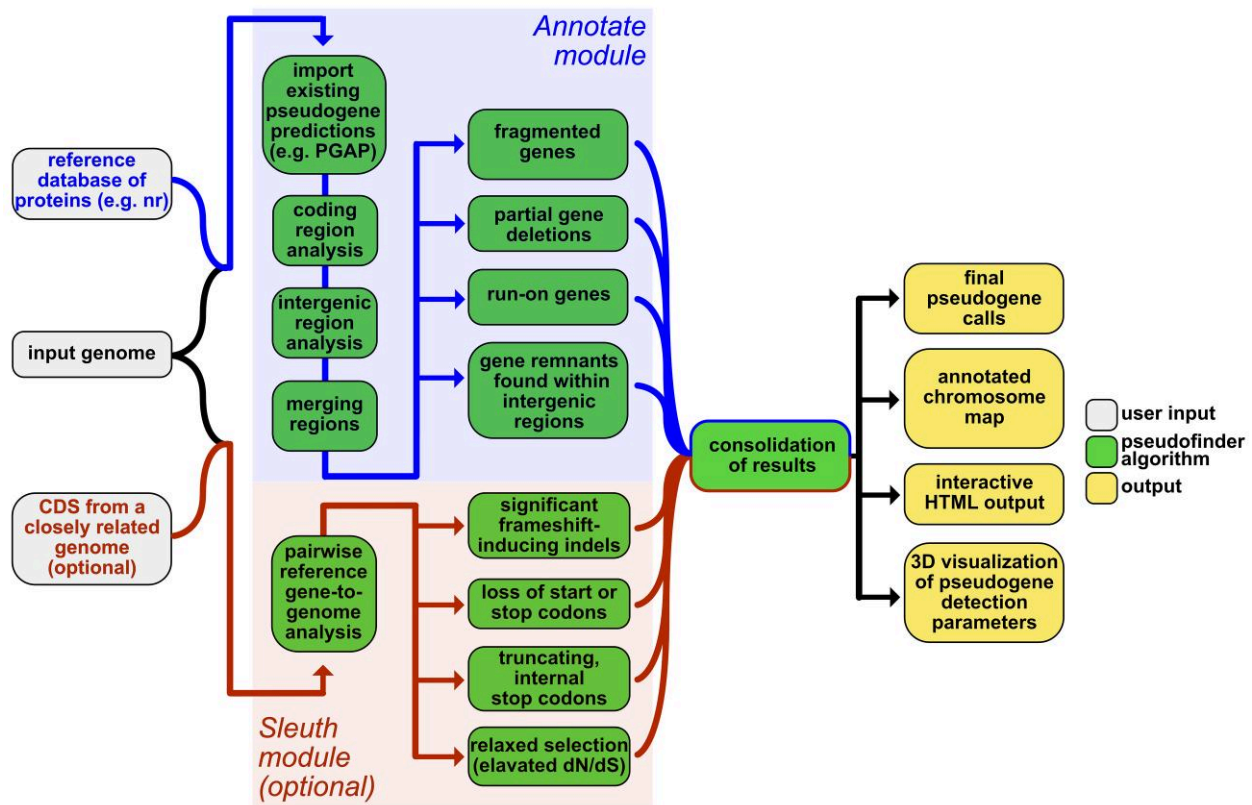 Annotate
module
import
existing
pseudogene
predictions
(e.g. PGAP)
coding
region
analysis
intergenic
region
analysis
merging
regions
fragmented
genes
partial gene
deletions
run-on genes
gene remnants
found within
intergenic
regions
reference
database of
proteins (e.g. nr)
input genome
CDS from a
closely related
genome
(optional)
pairwise
reference
gene-to-
genome
analysis
Sleuth
module
(optional)
significant
frameshift-
inducing indels
loss of start or
stop codons
truncating,
internal
stop codons
relaxed selection
(elavated dN/dS)
consolidation
of results
final
pseudogene
calls
annotated
chromosome
map
interactive
HTML output
3D visualization
of pseudogene
detection
parameters
user input
pseudofinder
algorithm
output